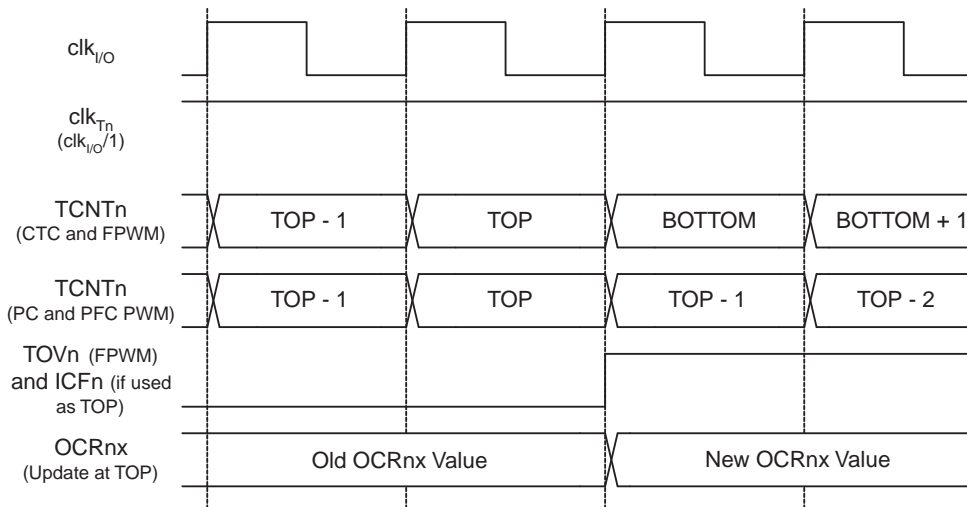 clkI/O
clkTn
(clkI/O/1)
TCNTn
(CTC and FPWM)
TOP - 1
TOP
BOTTOM
BOTTOM + 1
TCNTn
(PC and PFC PWM)
TOP - 1
TOP
TOP - 1
TOP - 2
TOVn (FPWM)
and ICFn (if used
as TOP)
OCRnx
(Update at TOP)
Old OCRnx Value
New OCRnx Value